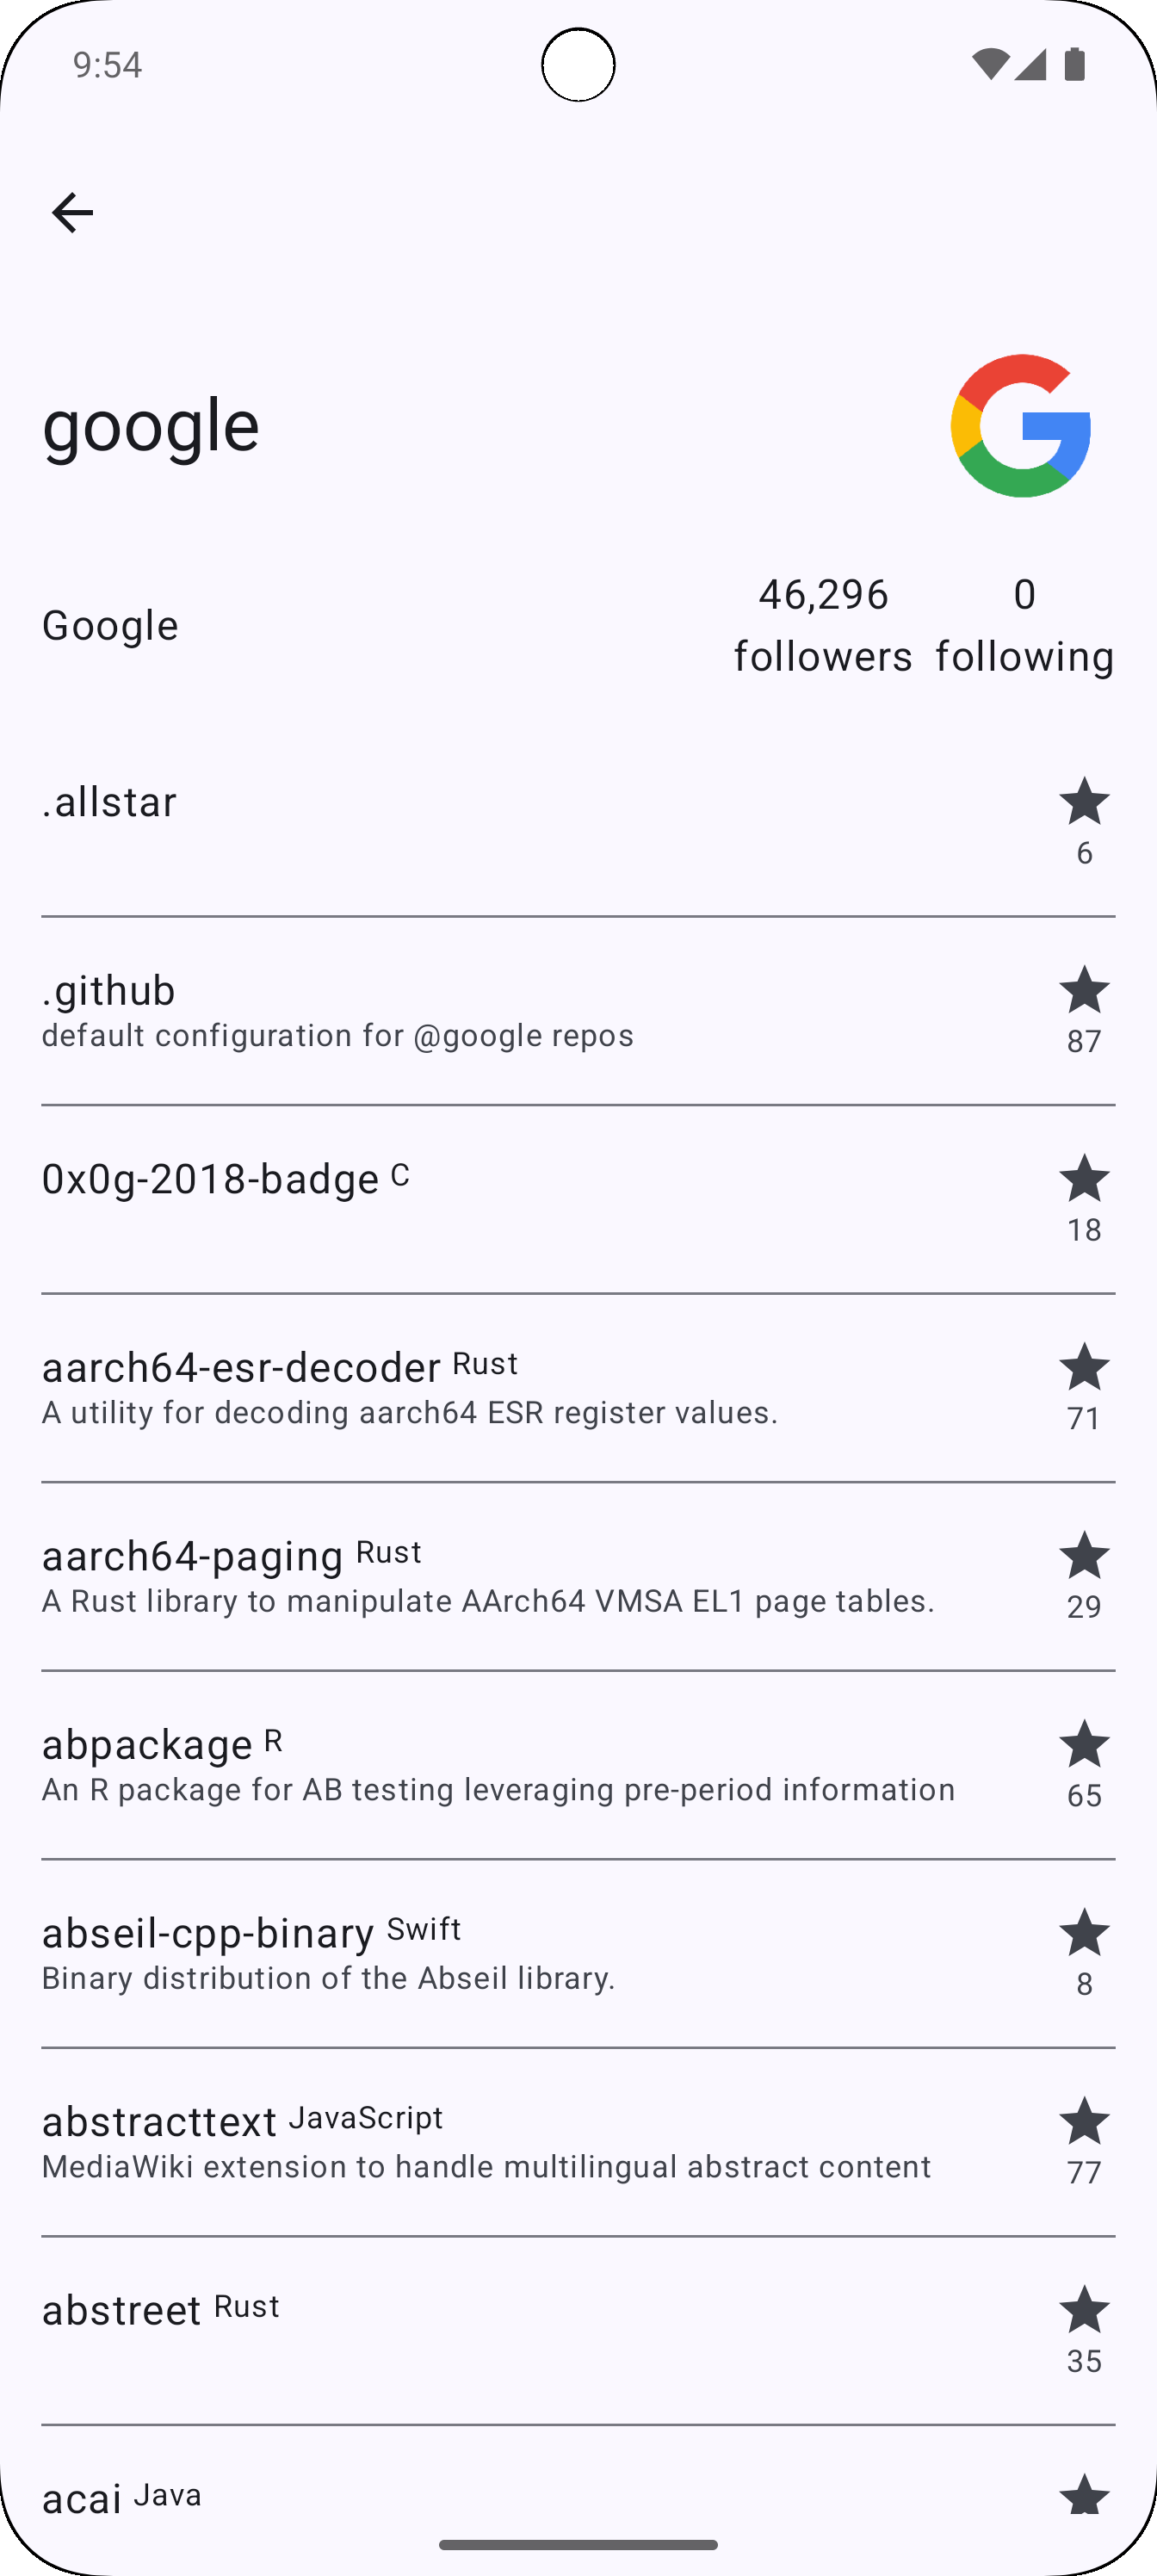 9:54
google
Google
46,296
followers
0
following
.allstar
6
.github
default configuration for @google repos
87
0x0g-2018-badge C
18
aarch64-esr-decoder Rust
A utility for decoding aarch64 ESR register values.
71
aarch64-paging Rust
A Rust library to manipulate AArch64 VMSA EL1 page tables.
29
abpackage R
An R package for AB testing leveraging pre-period information
65
abseil-cpp-binary Swift
Binary distribution of the Abseil library.
8
abstracttext JavaScript
MediaWiki extension to handle multilingual abstract content
77
abstreet Rust
35
acai Java